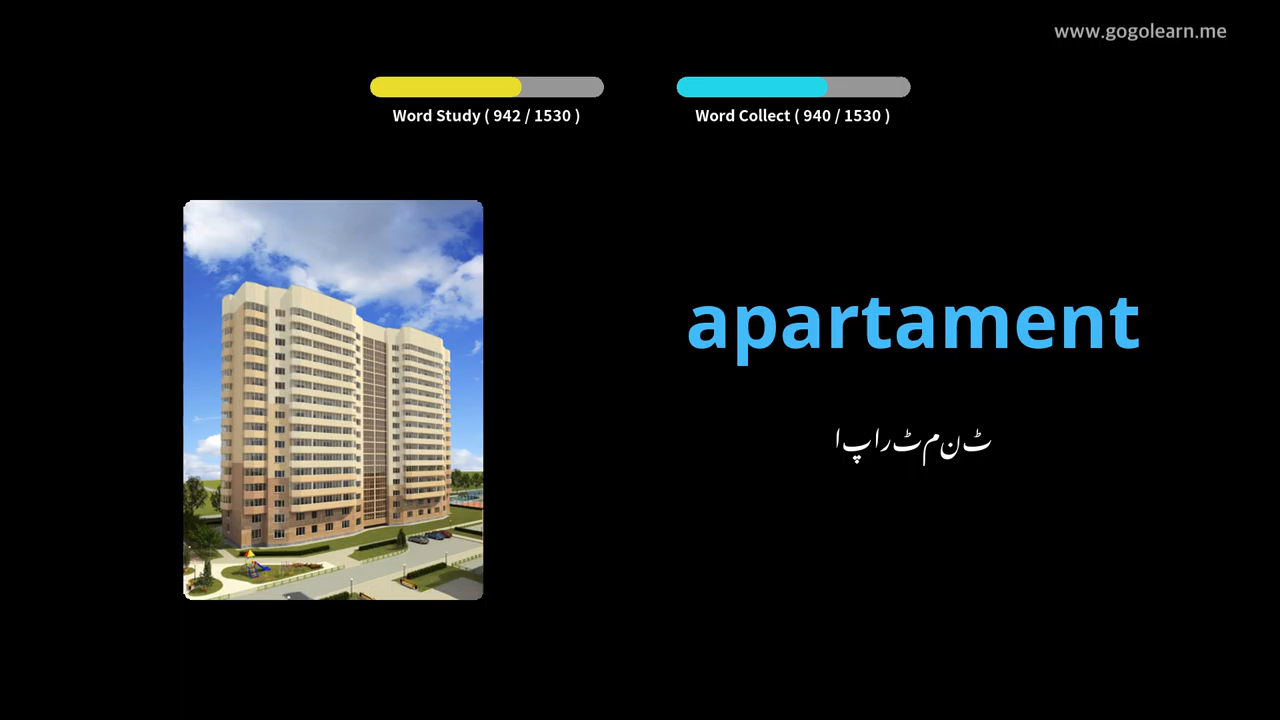 www.gogolearn.me
Word Study ( 942 / 1530 )
Word Collect ( 940 / 1530 )
apartament
اپارٹمنٹ